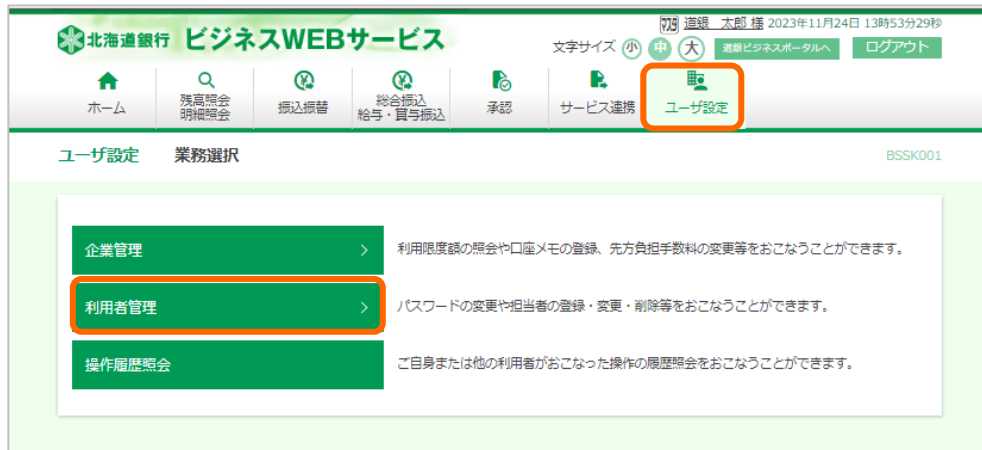 北海道銀行 ビジネスWEBサービス
ﾏｽﾀ 道銀 太郎 様 2023年11月24日 13時53分29秒
文字サイズ 小 中 大 道銀ビジネスポータルへ ログアウト
ホーム
残高照会
明細照会
振込振替
総合振込
給与・賞与振込
承認
サービス連携
ユーザ設定
ユーザ設定 業務選択 BSSK001
企業管理 利用限度額の照会や口座メモの登録、先方負担手数料の変更等をおこなうことができます。
利用者管理 パスワードの変更や担当者の登録・変更・削除等をおこなうことができます。
操作履歴照会 ご自身または他の利用者がおこなった操作の履歴照会をおこなうことができます。